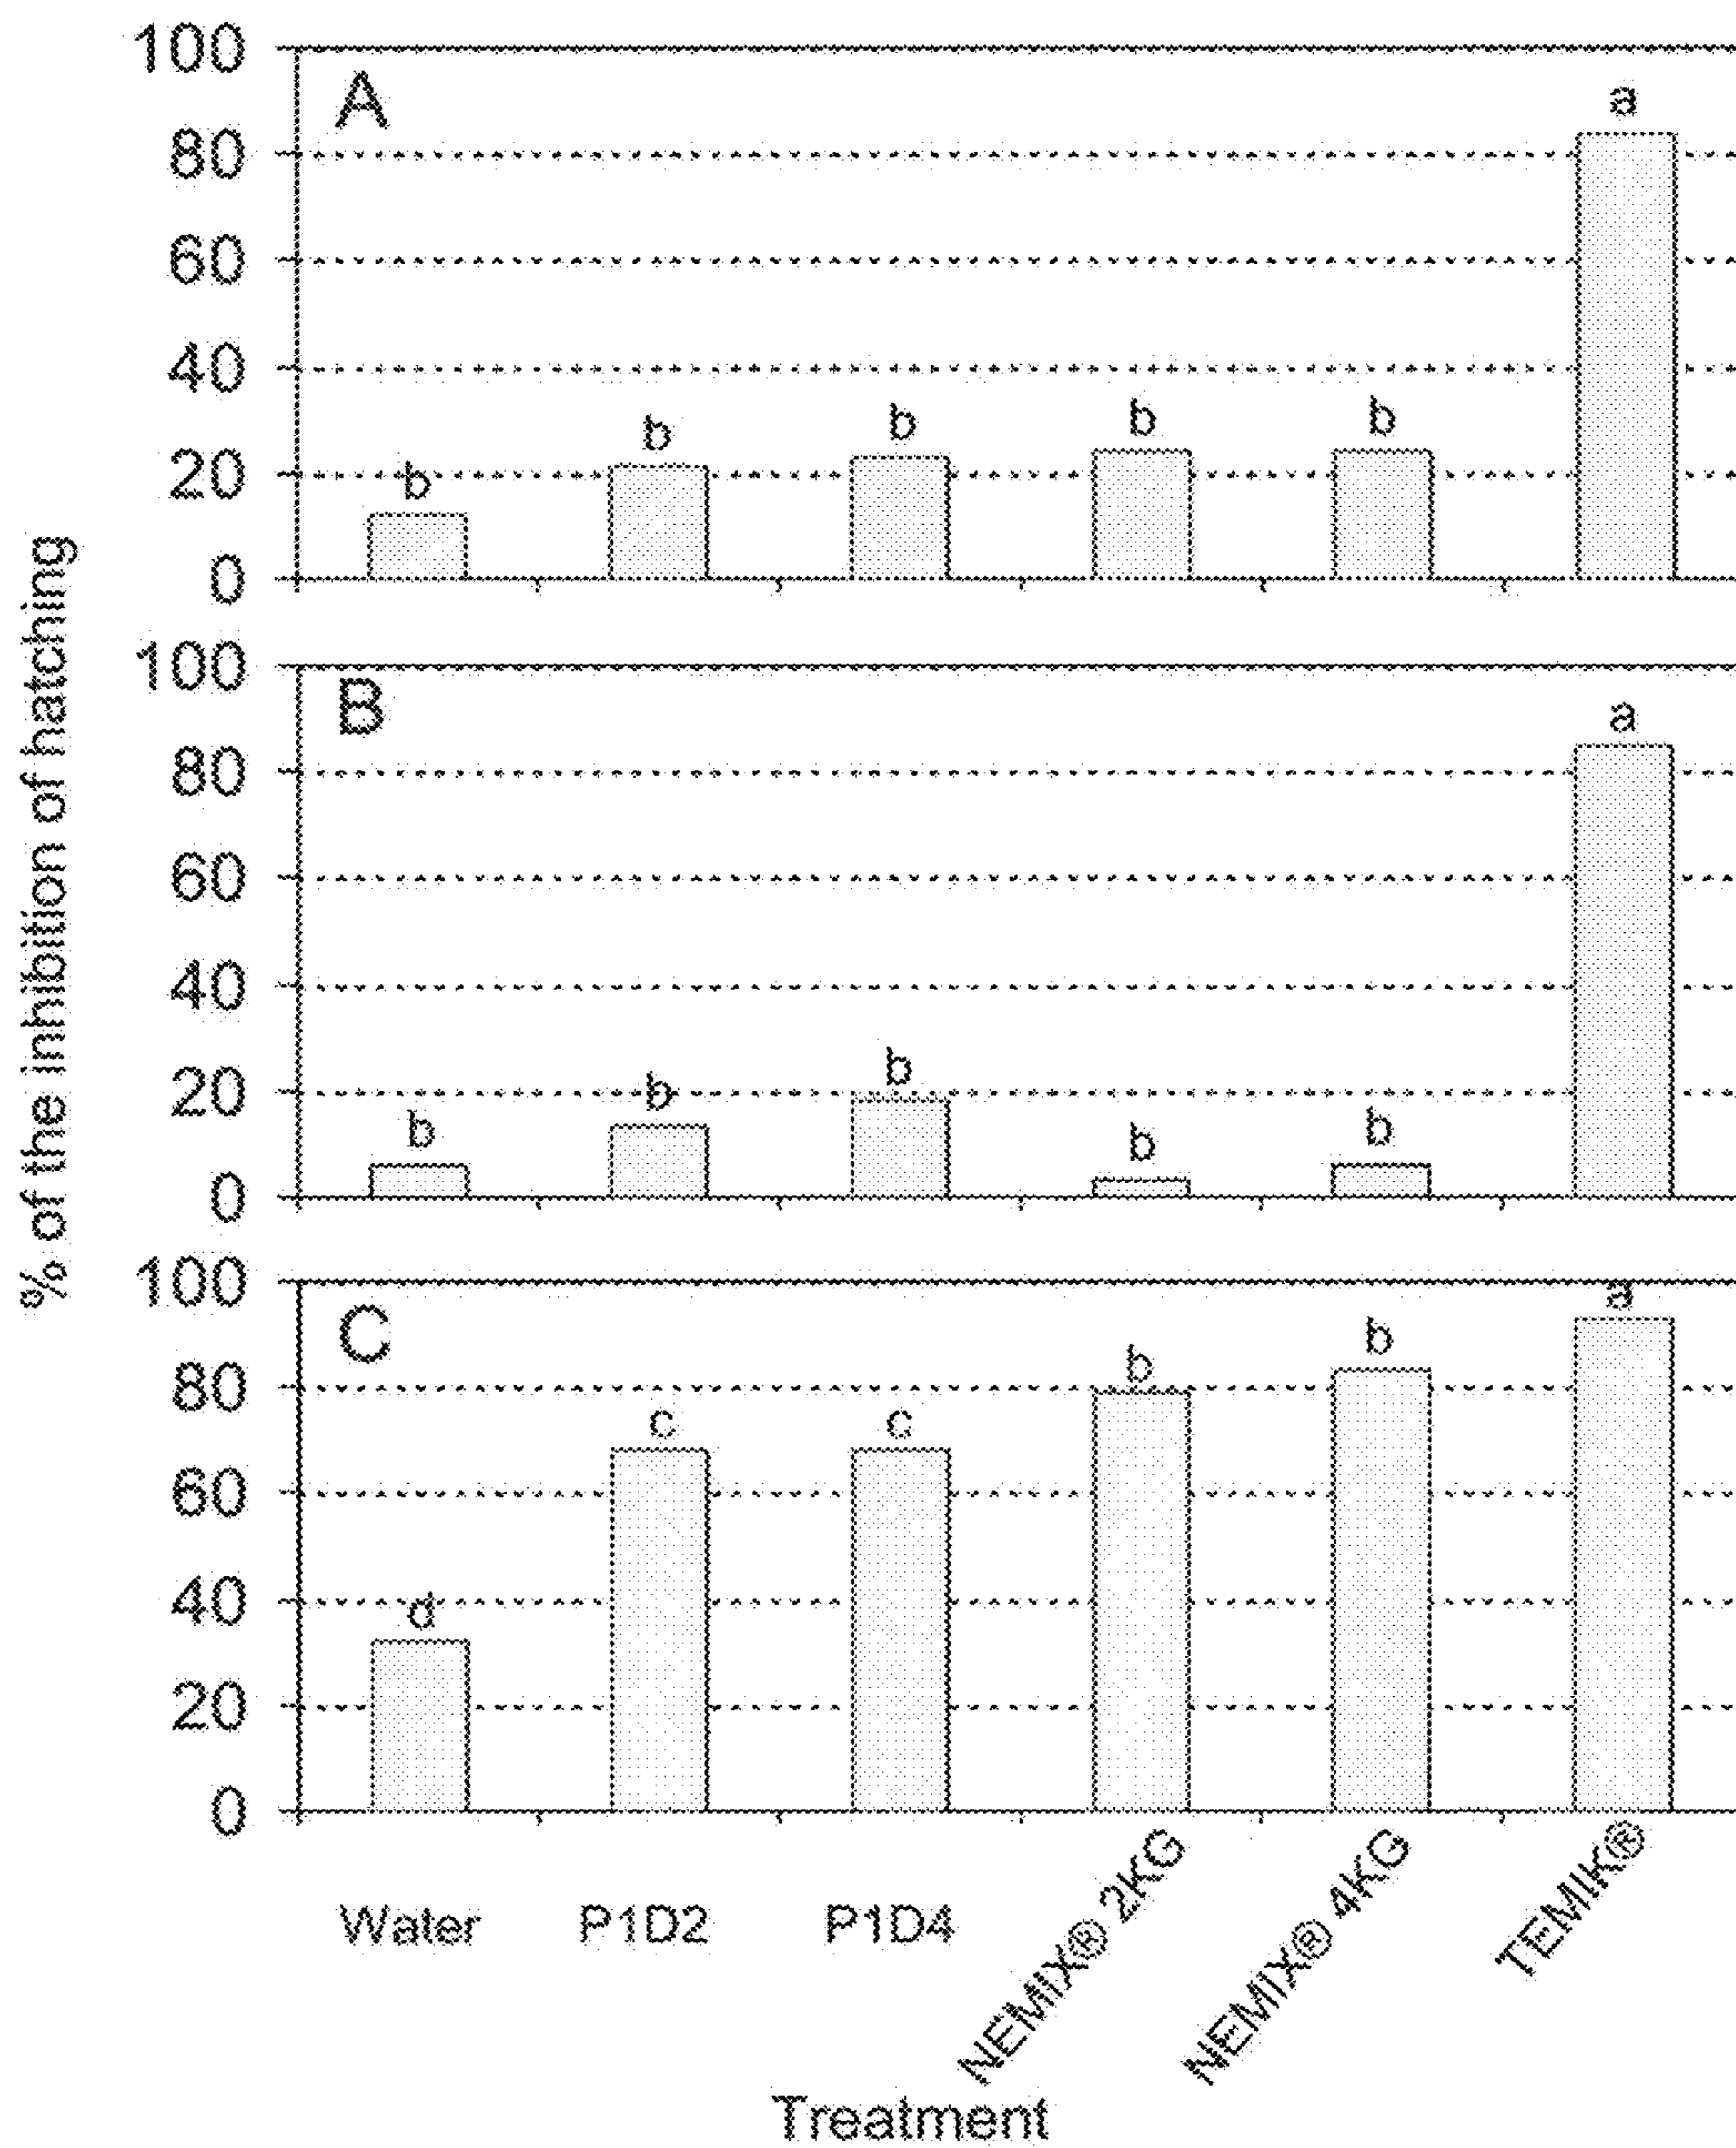 % of the inhibition of hatching
100
80
60
40
20
0
A
b
b
b
b
b
a
100
80
60
40
20
0
B
b
b
b
b
b
a
100
80
60
40
20
0
C
d
c
c
b
b
a
Water
P1D2
P1D4
NEMIX® 2KG
NEMIX® 4KG
TEMIK®
Treatment